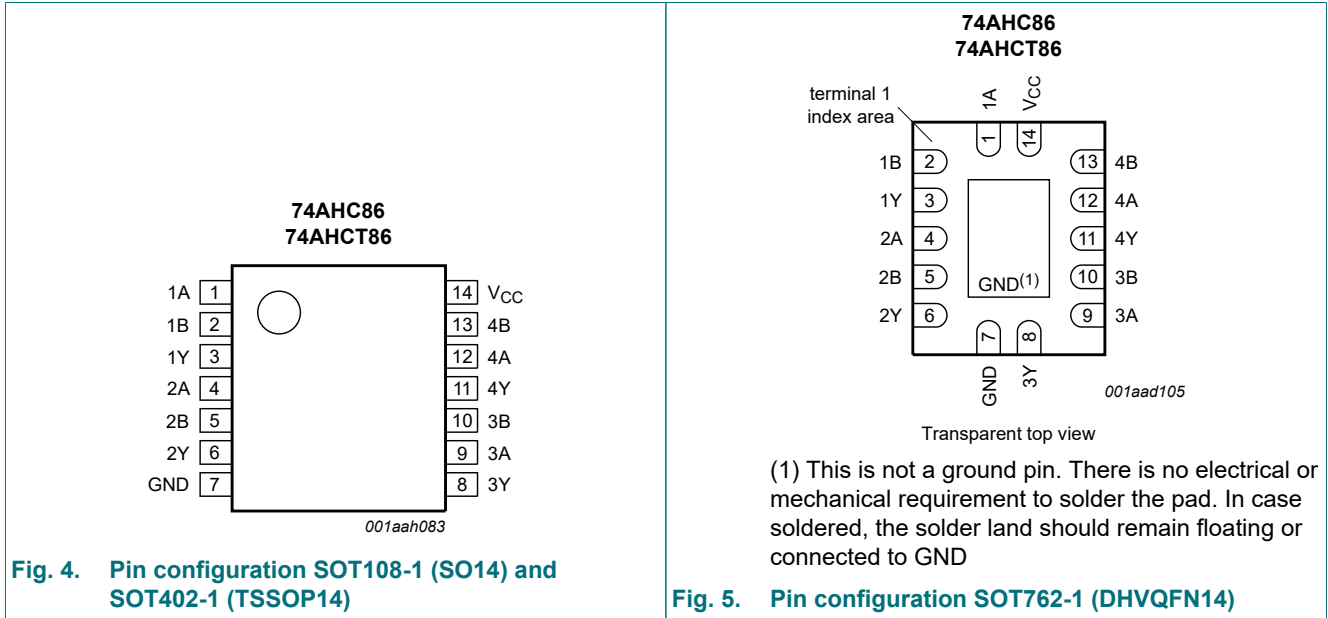 74AHC86
74AHCT86
1A 1
1B 2
1Y 3
2A 4
2B 5
2Y 6
GND 7
14 VCC
13 4B
12 4A
11 4Y
10 3B
9 3A
8 3Y
001aah083
Fig. 4. Pin configuration SOT108-1 (SO14) and
SOT402-1 (TSSOP14)
74AHC86
74AHCT86
terminal 1
index area
1A
VCC
1
14
1B 2
1Y 3
2A 4
2B 5
2Y 6
13 4B
12 4A
11 4Y
10 3B
9 3A
GND(1)
7
8
GND
3Y
001aad105
Transparent top view
(1) This is not a ground pin. There is no electrical or
mechanical requirement to solder the pad. In case
soldered, the solder land should remain floating or
connected to GND
Fig. 5. Pin configuration SOT762-1 (DHVQFN14)